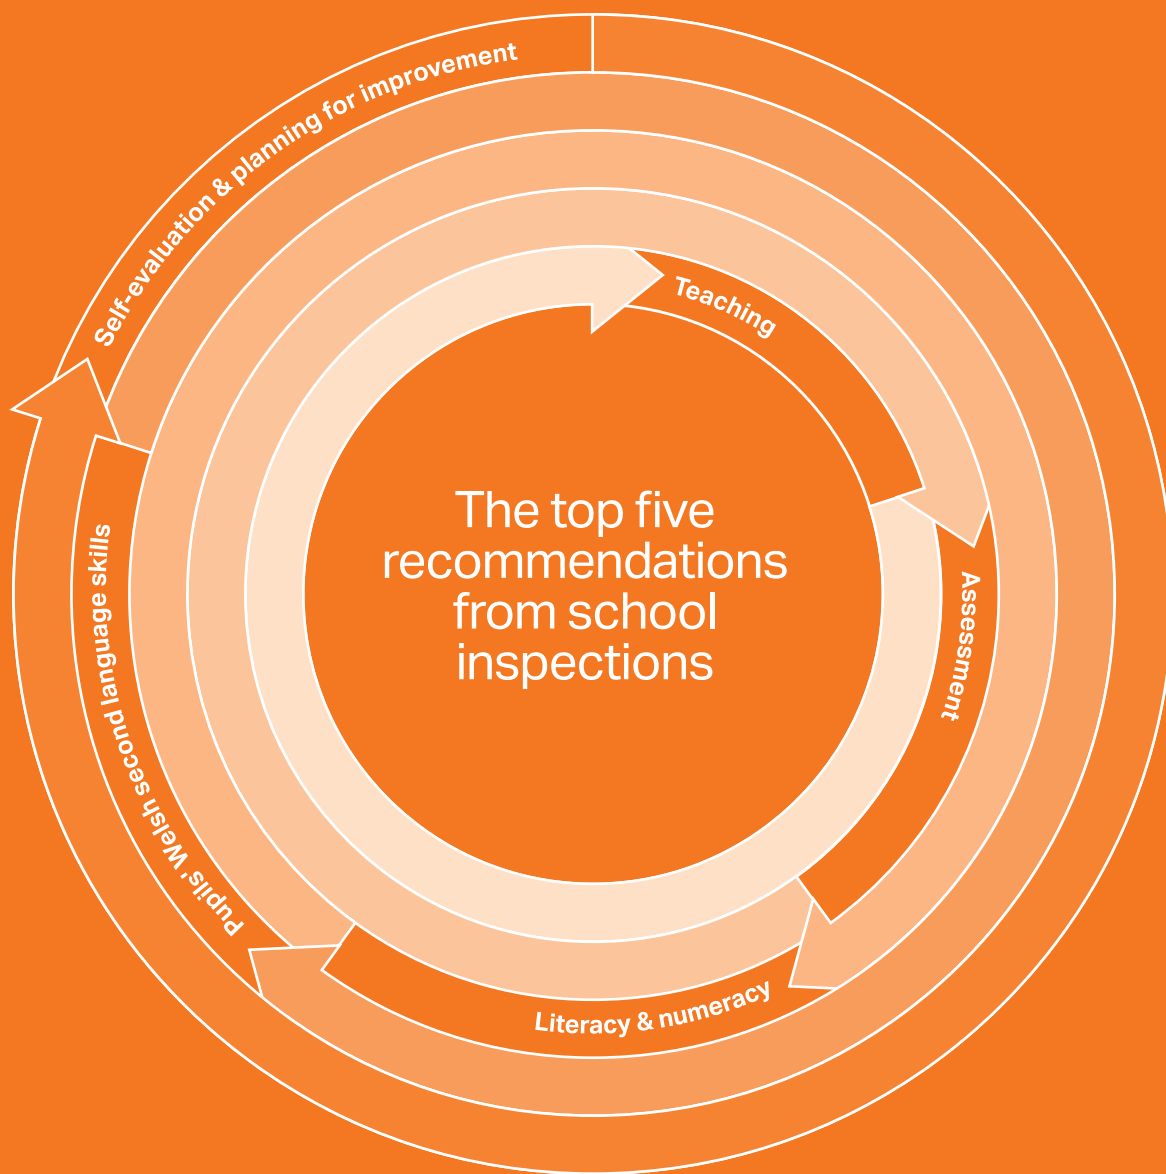 The top five
recommendations
from school
inspections
Teaching
Assessment
Literacy & numeracy
Pupils' Welsh second language skills
Self-evaluation & planning for improvement